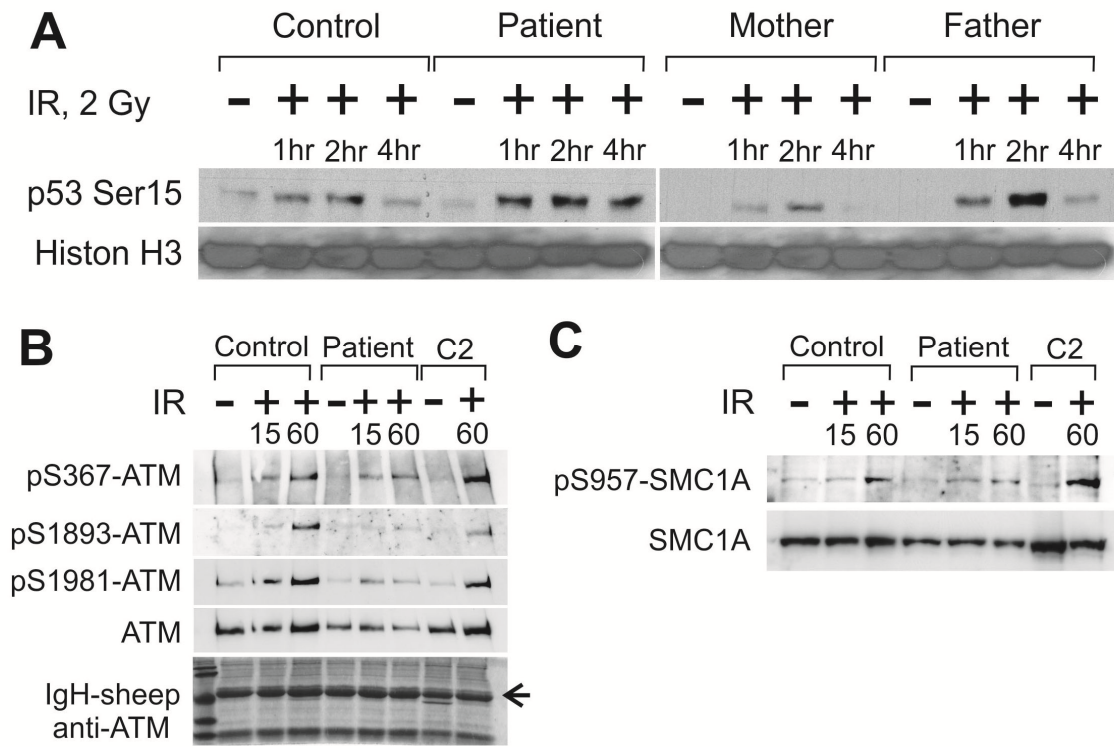 A
Control Patient Mother Father
IR, 2 Gy - + + + - + + + - + + + - + + +
1hr 2hr 4hr 1hr 2hr 4hr 1hr 2hr 4hr 1hr 2hr 4hr
p53 Ser15
Histon H3
B
Control Patient C2
IR - + + - + + - +
15 60 15 60 60
pS367-ATM
pS1893-ATM
pS1981-ATM
ATM
IgH-sheep
anti-ATM
C
Control Patient C2
IR - + + - + + - +
15 60 15 60 60
pS957-SMC1A
SMC1A